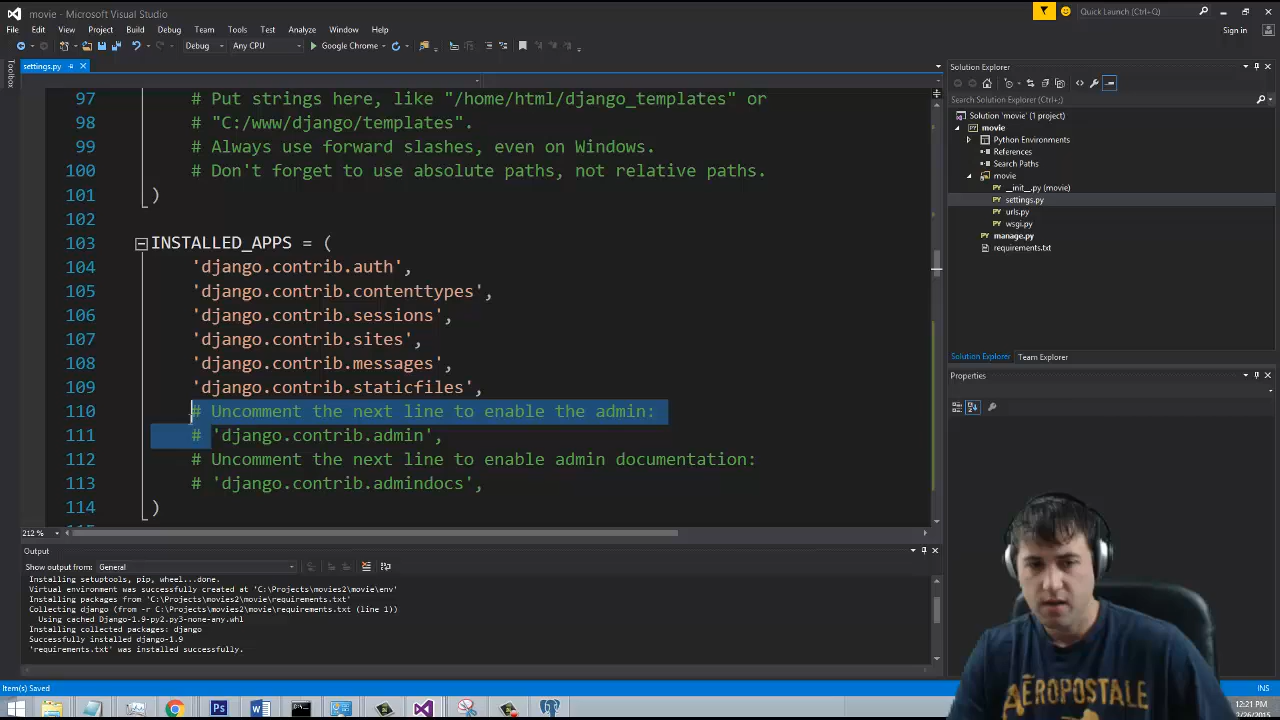 movie - Microsoft Visual Studio
Quick Launch (Ctrl+;)
File Edit View Project Build Debug Team Tools Test Analyze Window Help
Sign in
Debug Any CPU Google Chrome
Toolbox
settings.py
97 # Put strings here, like "/home/html/django_templates" or
98 # "C:/www/django/templates".
99 # Always use forward slashes, even on Windows.
100 # Don't forget to use absolute paths, not relative paths.
101 )
102
103 INSTALLED_APPS = (
104 'django.contrib.auth',
105 'django.contrib.contenttypes',
106 'django.contrib.sessions',
107 'django.contrib.sites',
108 'django.contrib.messages',
109 'django.contrib.staticfiles',
110 # Uncomment the next line to enable the admin:
111 # 'django.contrib.admin',
112 # Uncomment the next line to enable admin documentation:
113 # 'django.contrib.admindocs',
114 )
212 %
Solution Explorer
Search Solution Explorer (Ctrl+;)
Solution 'movie' (1 project)
movie
Python Environments
References
Search Paths
movie
__init__.py (movie)
settings.py
urls.py
wsgi.py
manage.py
requirements.txt
Solution Explorer Team Explorer
Properties
Output
Show output from: General
Installing setuptools, pip, wheel...done.
Virtual environment was successfully created at 'C:\Projects\movies2\movie\env'
Installing packages from 'C:\Projects\movies2\movie\requirements.txt'
Collecting django (from -r C:\Projects\movies2\movie\requirements.txt (line 1))
Using cached Django-1.9-py2.py3-none-any.whl
Installing collected packages: django
Successfully installed django-1.9
'requirements.txt' was installed successfully.
Item(s) Saved
INS
12:21 PM
AÉROPOSTALE